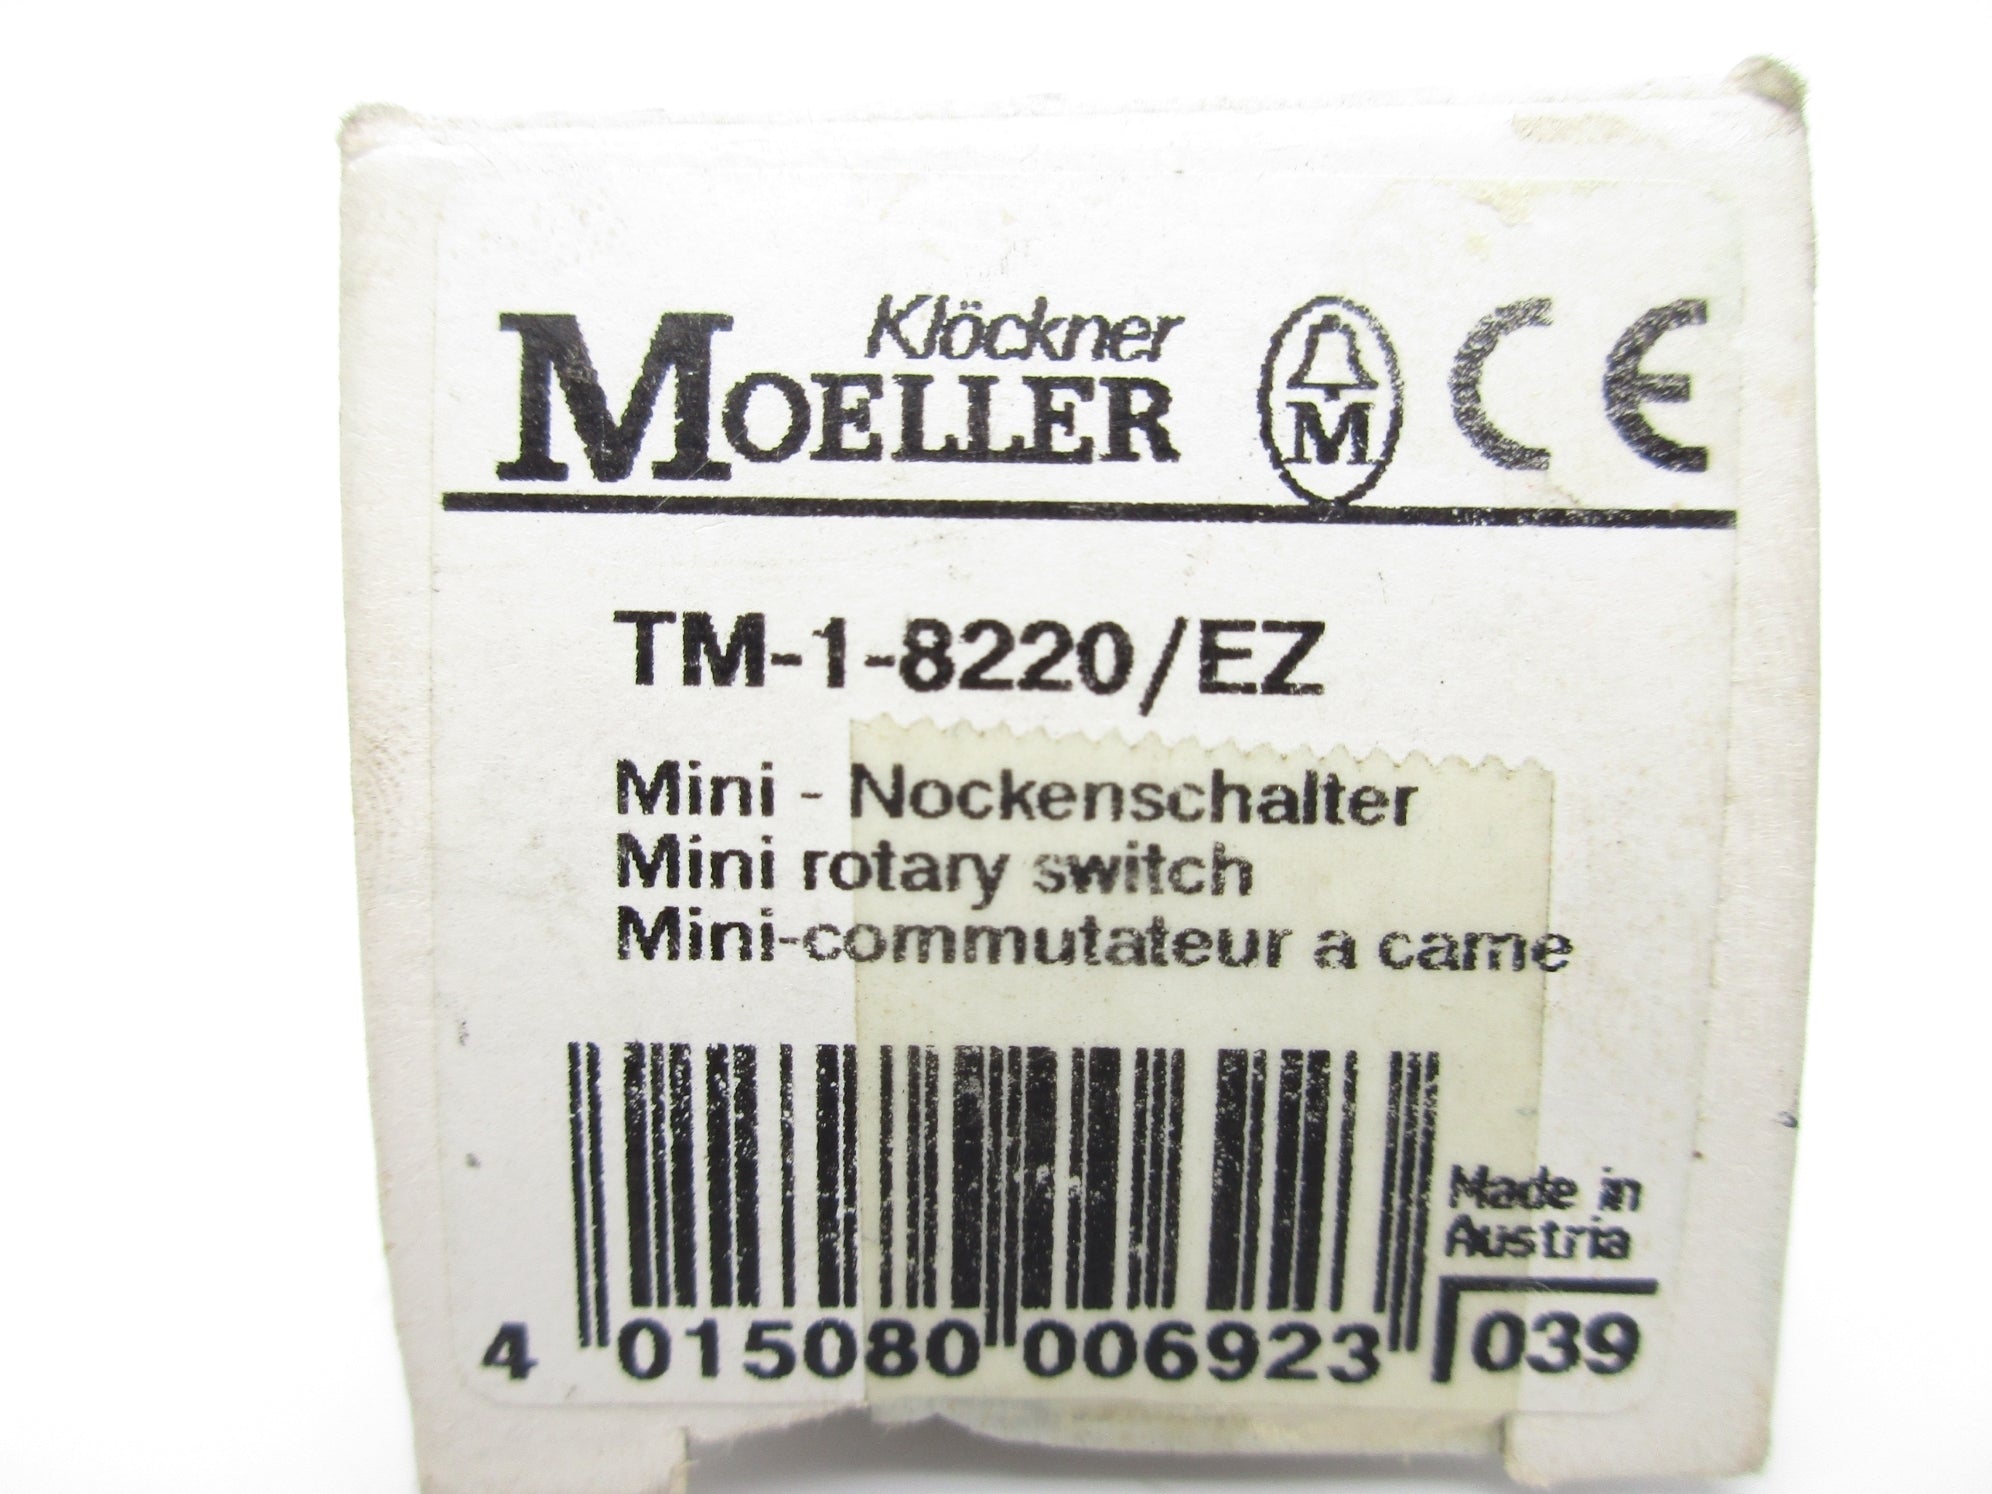 Klöckner
MOELLER M CE
TM-1-8220/EZ
Mini - Nockenschalter
Mini rotary switch
Mini-commutateur a came
Made in
Austria
4 015080 006923 039